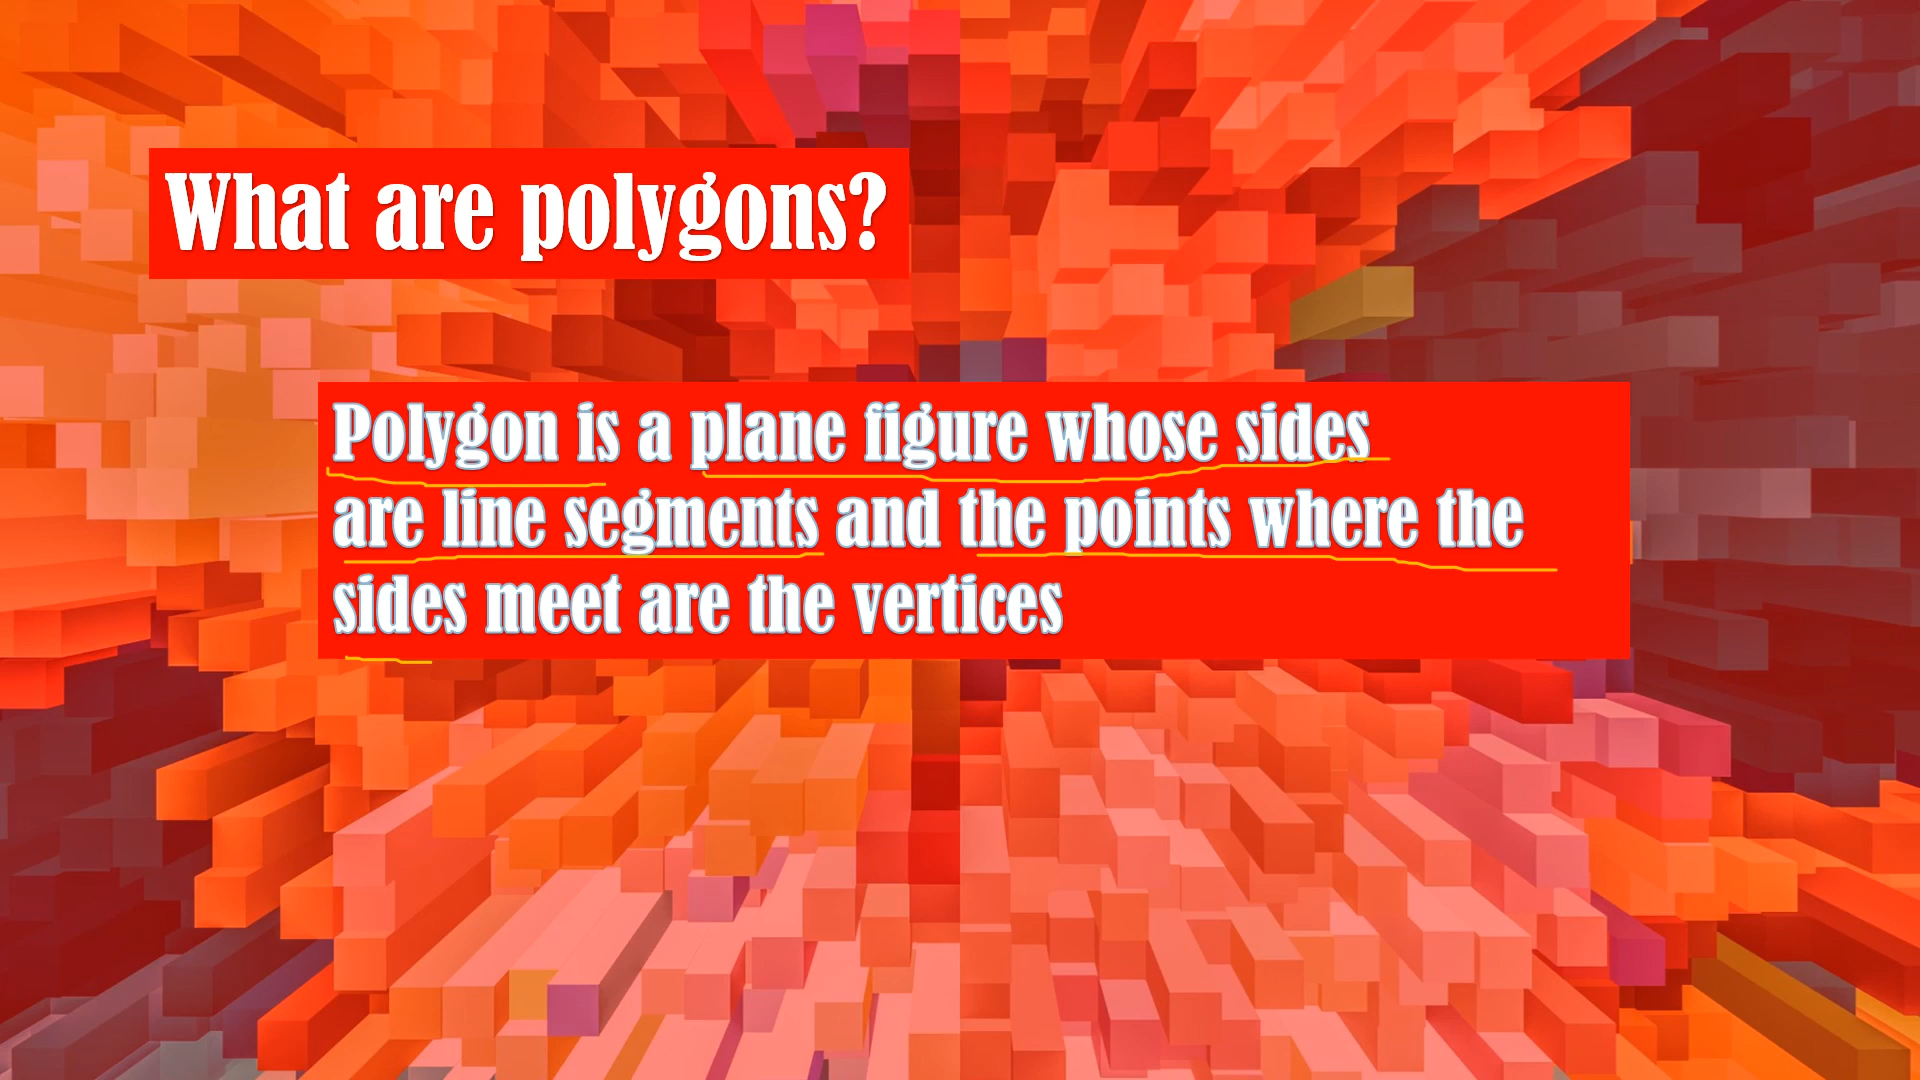 What are polygons?
Polygon is a plane figure whose sides
are line segments and the points where the
sides meet are the vertices